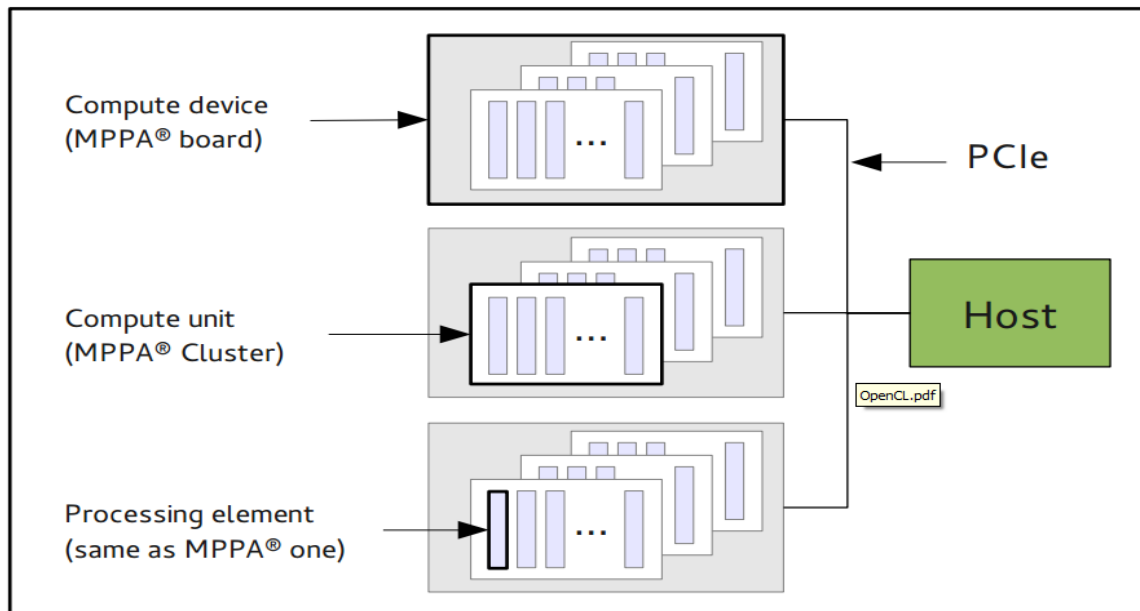 Compute device
(MPPA® board)
...
PCIe
Compute unit
(MPPA® Cluster)
...
Host
OpenCL.pdf
Processing element
(same as MPPA® one)
...